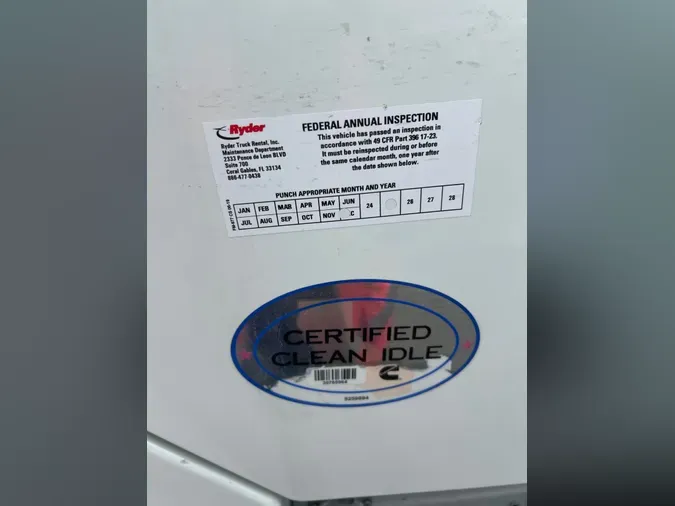 Ryder
Ryder Truck Rental, Inc.
Maintenance Department
2333 Ponce de Leon BLVD
Suite 700
Coral Gables, FL 33134
866-477-0438
FEDERAL ANNUAL INSPECTION
This vehicle has passed an inspection in
accordance with 49 CFR Part 396 17-23.
It must be reinspected during or before
the same calendar month, one year after
the date shown below.
PUNCH APPROPRIATE MONTH AND YEAR
JAN FEB MAR APR MAY JUN 24 26 27 28
JUL AUG SEP OCT NOV C
CERTIFIED
CLEAN IDLE